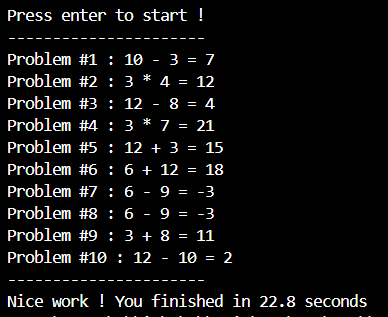 Press enter to start !
----------------------
Problem #1 : 10 - 3 = 7
Problem #2 : 3 * 4 = 12
Problem #3 : 12 - 8 = 4
Problem #4 : 3 * 7 = 21
Problem #5 : 12 + 3 = 15
Problem #6 : 6 + 12 = 18
Problem #7 : 6 - 9 = -3
Problem #8 : 6 - 9 = -3
Problem #9 : 3 + 8 = 11
Problem #10 : 12 - 10 = 2
----------------------
Nice work ! You finished in 22.8 seconds